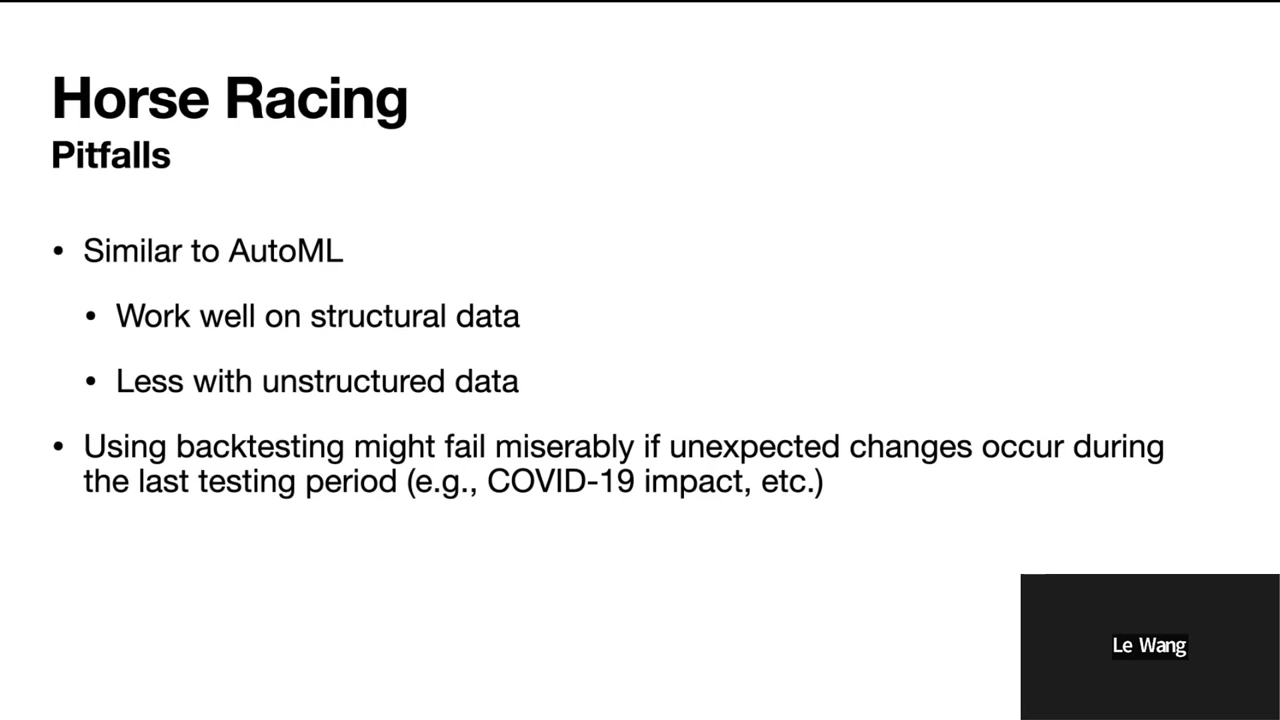 Horse Racing
Pitfalls
• Similar to AutoML
• Work well on structural data
• Less with unstructured data
• Using backtesting might fail miserably if unexpected changes occur during
the last testing period (e.g., COVID-19 impact, etc.)
Le Wang